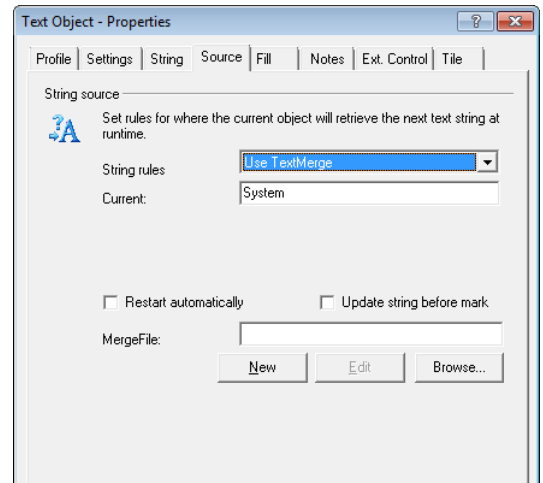 Text Object - Properties
Profile Settings String Source Fill Notes Ext. Control Tile
String source
Set rules for where the current object will retrieve the next text string at
runtime.
String rules Use TextMerge
Current: System
Restart automatically Update string before mark
MergeFile:
New Edit Browse...